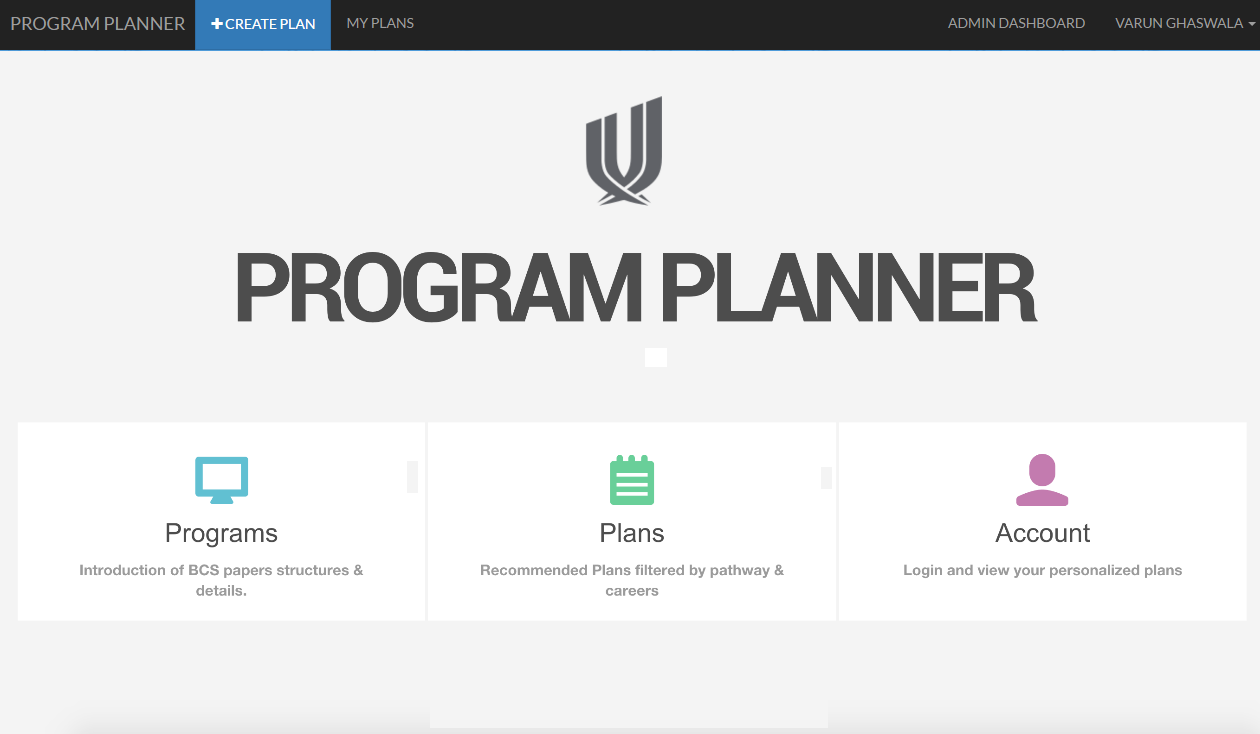 PROGRAM PLANNER CREATE PLAN MY PLANS ADMIN DASHBOARD VARUN GHASWALA
PROGRAM PLANNER
Programs
Introduction of BCS papers structures &
details.
Plans
Recommended Plans filtered by pathway &
careers
Account
Login and view your personalized plans